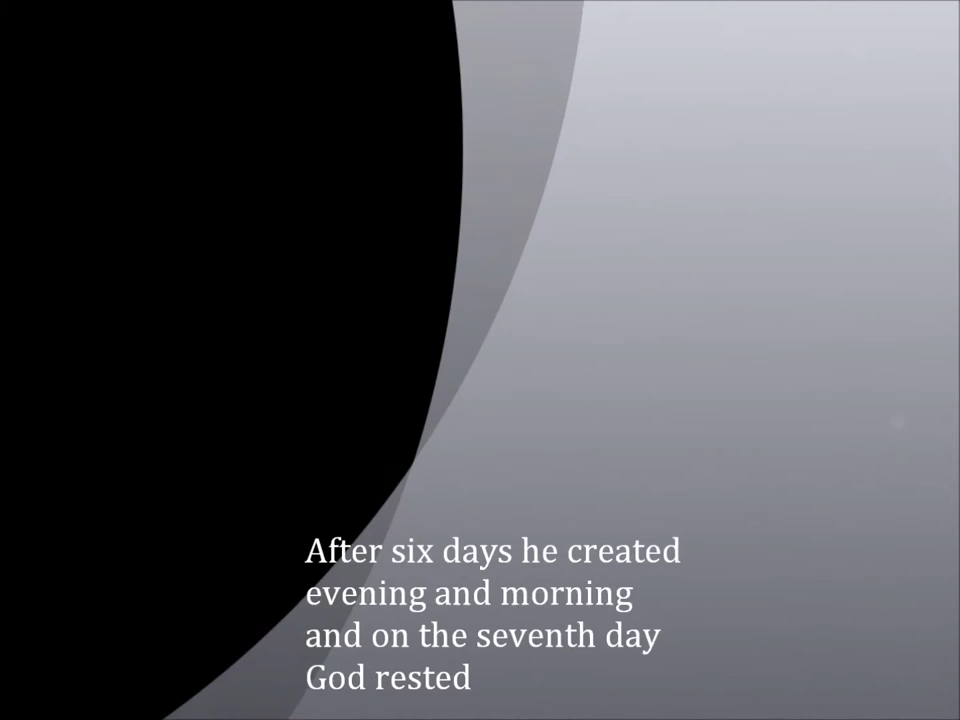 After six days he created
evening and morning
and on the seventh day
God rested